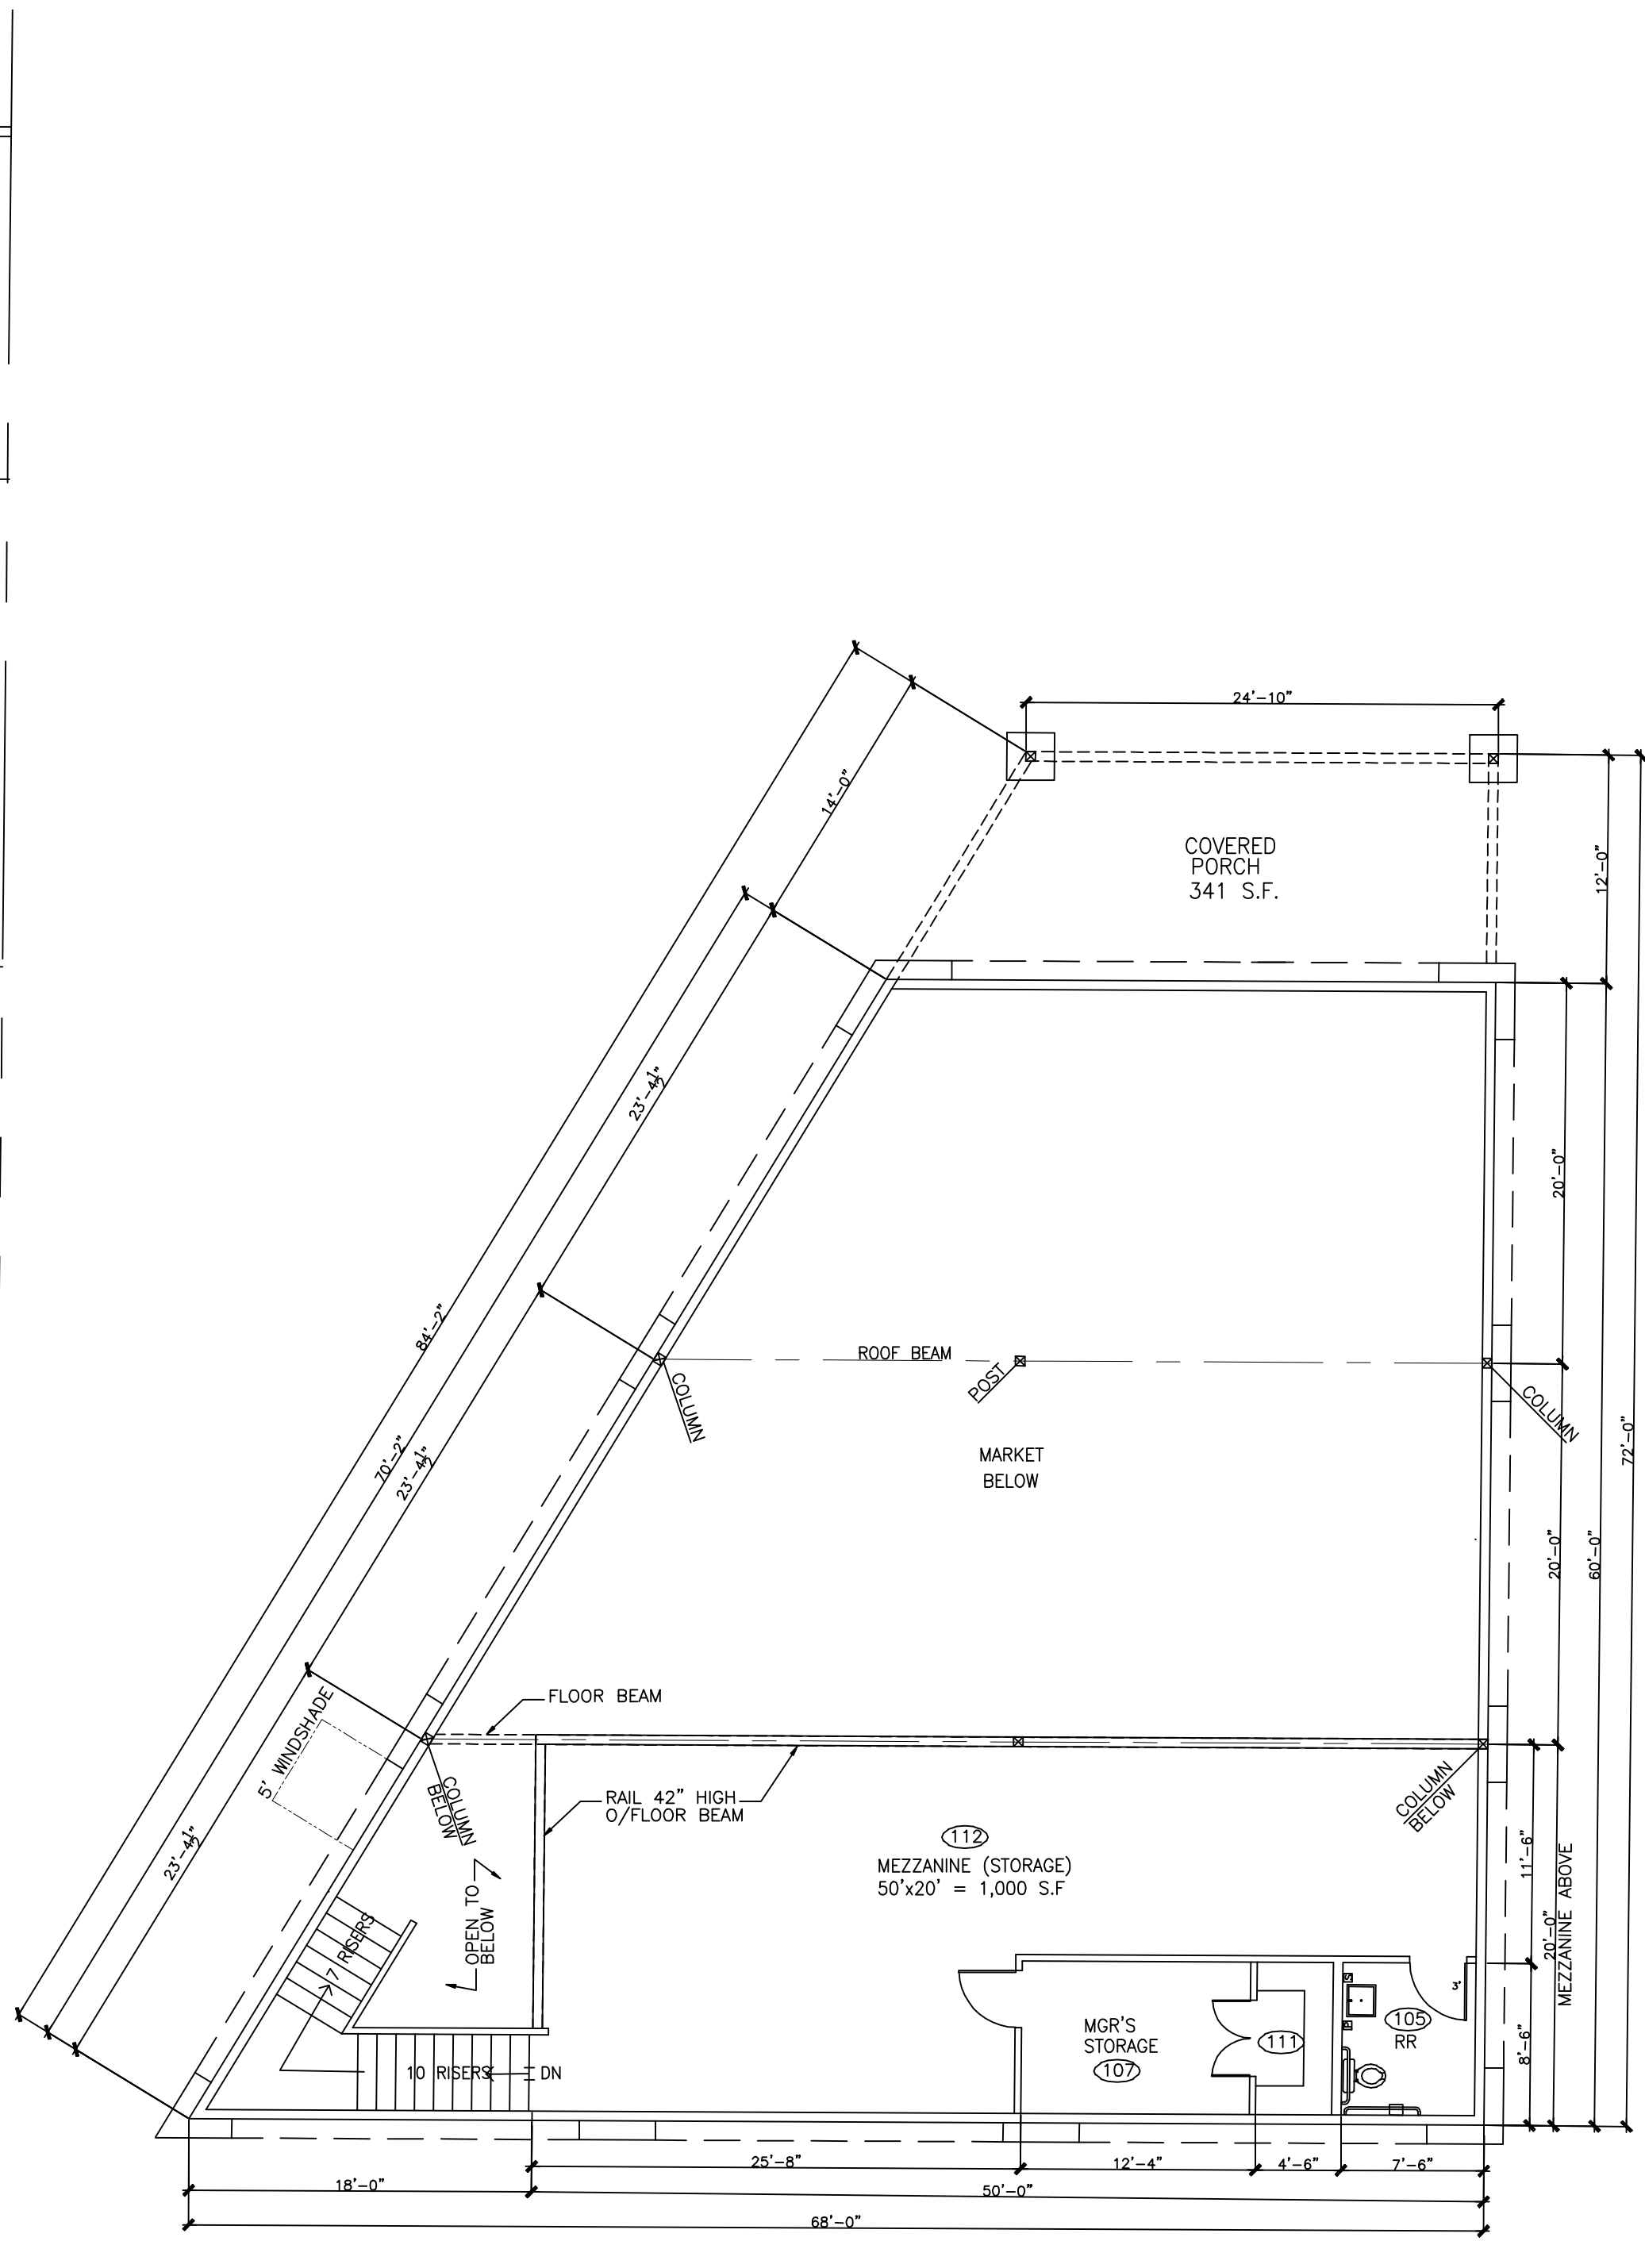 24'-10"
14'-0"
COVERED
PORCH
341 S.F.
12'-0"
23'-4½"
20'-0"
84'-2"
ROOF BEAM
POST
COLUMN
COLUMN
70'-2"
23'-4½"
MARKET
BELOW
72'-0"
20'-0"
60'-0"
5' WINDSHADE
FLOOR BEAM
COLUMN
BELOW
RAIL 42" HIGH
O/FLOOR BEAM
COLUMN
BELOW
23'-4½"
112
MEZZANINE (STORAGE)
50'x20' = 1,000 S.F
11'-6"
20'-0"
MEZZANINE ABOVE
7 RISERS
OPEN TO
BELOW
3'
S
MGR'S
STORAGE
107
111
105
RR
8'-6"
10 RISERS
DN
25'-8"
12'-4"
4'-6"
7'-6"
18'-0"
50'-0"
68'-0"